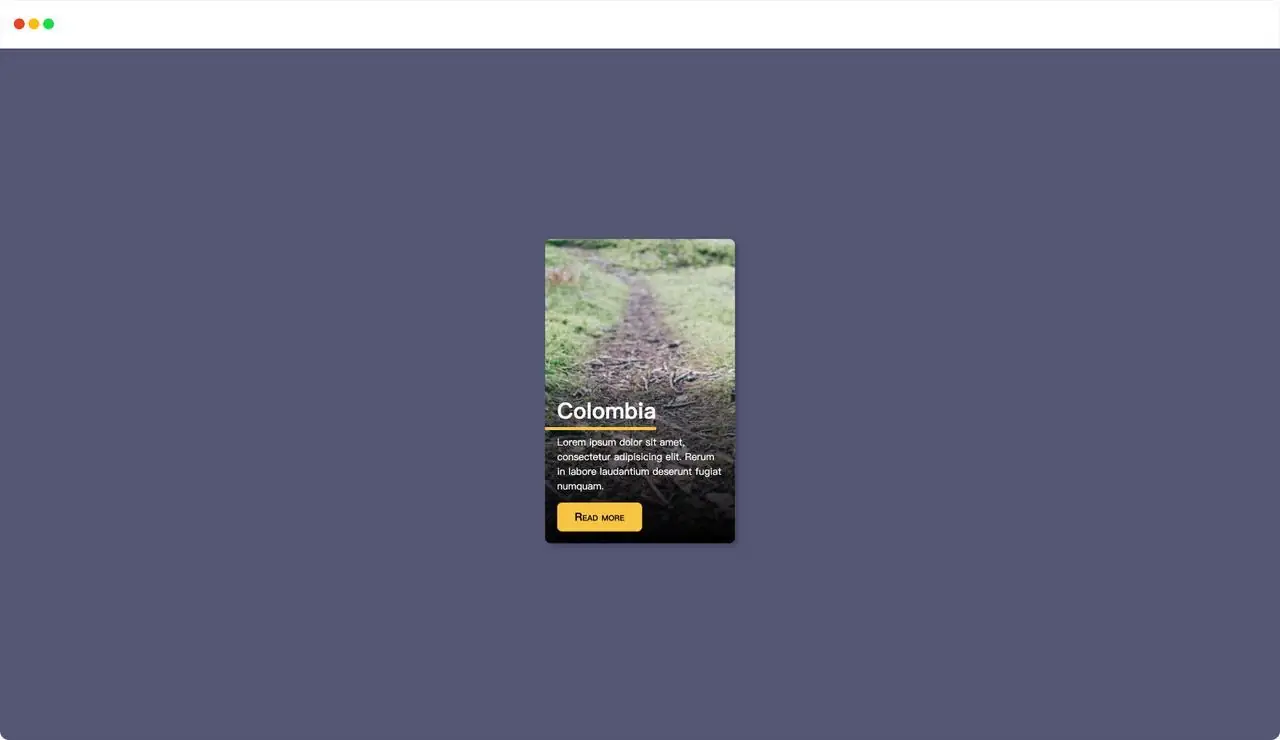 Colombia
Lorem ipsum dolor sit amet,
consectetur adipisicing elit. Rerum
in labore laudantium deserunt fugiat
numquam.
Read more